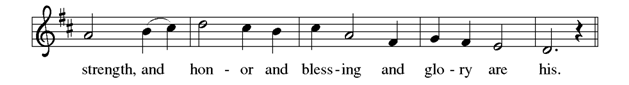 strength, and hon - or and bless - ing and glo - ry are his.